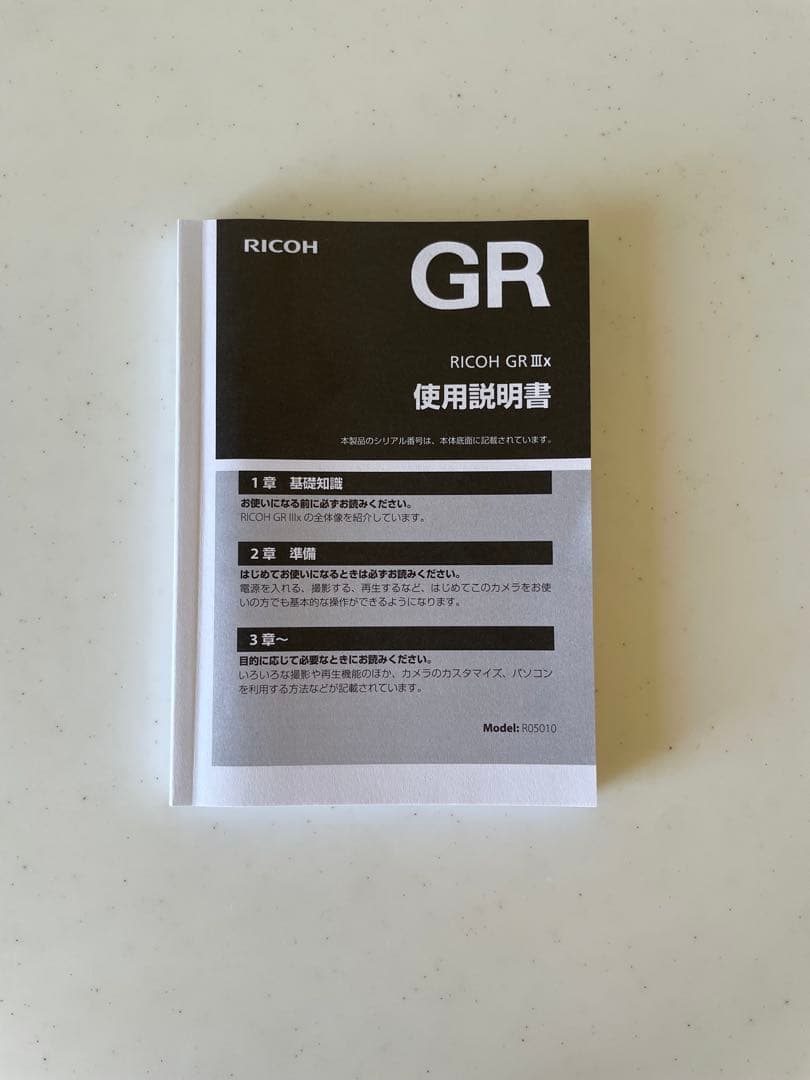 RICOH
GR
RICOH GR IIIx
使用説明書
本製品のシリアル番号は、本体底面に記載されています。
1章 基礎知識
お使いになる前に必ずお読みください。
RICOH GR IIIx の全体像を紹介しています。
2章 準備
はじめてお使いになるときは必ずお読みください。
電源を入れる、撮影する、再生するなど、はじめてこのカメラをお使
いの方でも基本的な操作ができるようになります。
3章~
目的に応じて必要なときにお読みください。
いろいろな撮影や再生機能のほか、カメラのカスタマイズ、パソコン
を利用する方法などが記載されています。
Model: R05010